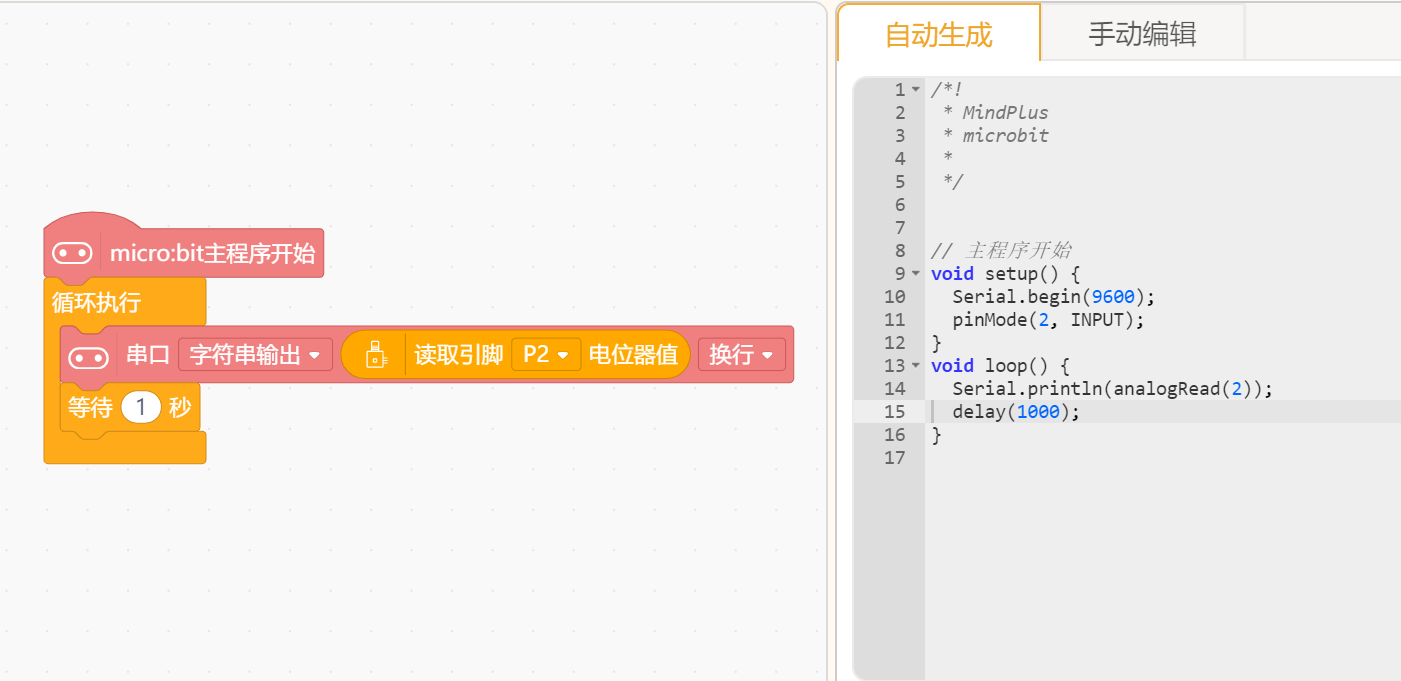 micro:bit主程序开始
循环执行
串口 字符串输出 读取引脚 P2 电位器值 换行
等待 1 秒
自动生成 手动编辑
1 /*!
2  * MindPlus
3  * microbit
4  *
5  */
6
7
8 // 主程序开始
9 void setup() {
10   Serial.begin(9600);
11   pinMode(2, INPUT);
12 }
13 void loop() {
14   Serial.println(analogRead(2));
15   delay(1000);
16 }
17